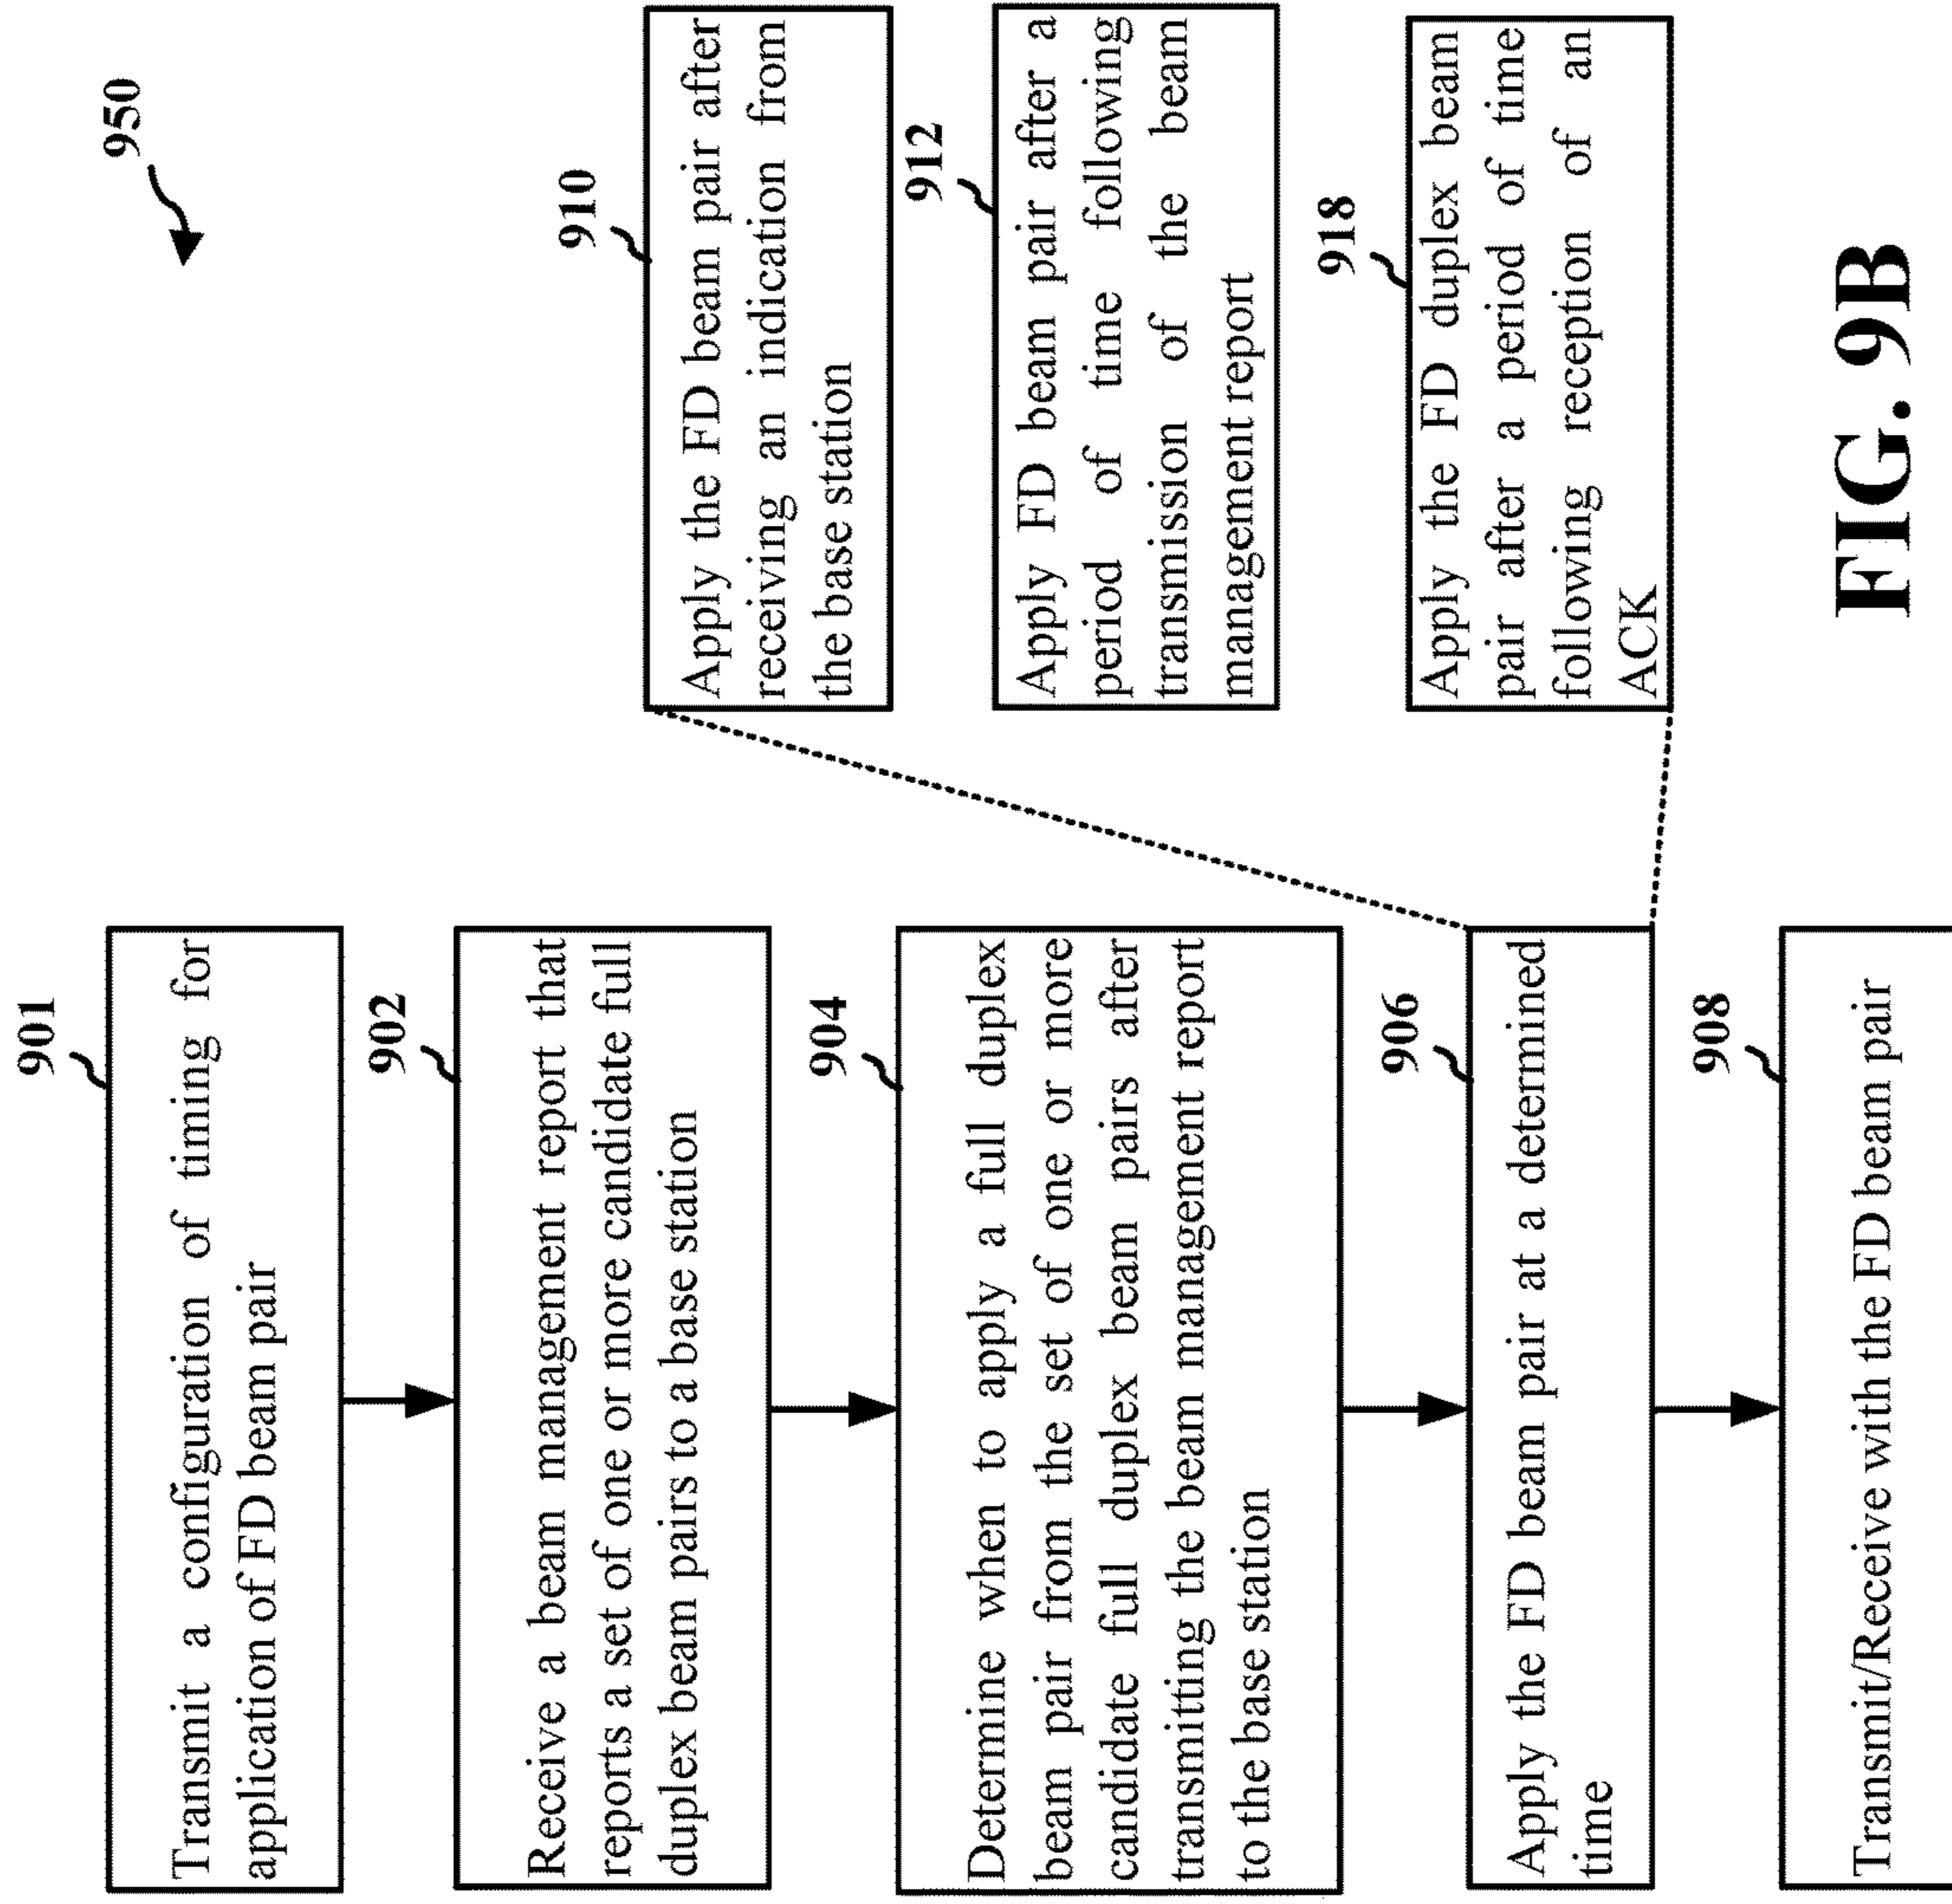 950
901
Transmit a configuration of timing for
application of FD beam pair
902
Receive a beam management report that
reports a set of one or more candidate full
duplex beam pairs to a base station
904
Determine when to apply a full duplex
beam pair from the set of one or more
candidate full duplex beam pairs after
transmitting the beam management report
to the base station
906
Apply the FD beam pair at a determined
time
908
Transmit/Receive with the FD beam pair
910
Apply the FD beam pair after
receiving an indication from
the base station
912
Apply FD beam pair after a
period of time following
transmission of the beam
management report
918
Apply the FD duplex beam
pair after a period of time
following reception of an
ACK
FIG. 9B